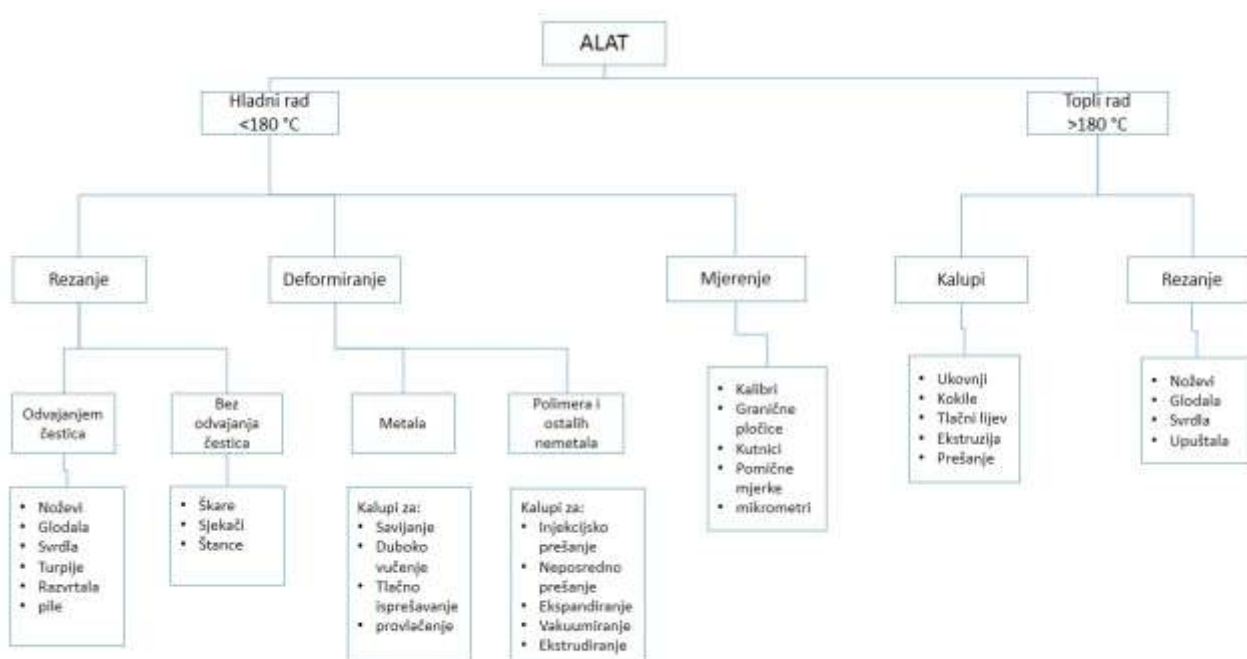 ALAT
Hladni rad
<180 °C
Topli rad
>180 °C
Rezanje
Deformiranje
Mjerenje
Kalupi
Rezanje
Odvajanjem
čestica
Bez
odvajanja
čestica
Metala
Polimera i
ostalih
nemetala
• Kalibri
• Granične
pločice
• Kutnici
• Pomične
mjerke
• mikrometri
• Ukovnji
• Kokile
• Tlačni lijev
• Ekstruzija
• Prešanje
• Noževi
• Glodala
• Svrdla
• Upuštala
• Noževi
• Glodala
• Svrdla
• Turpije
• Razvrtala
• pile
• Škare
• Sjekači
• Štance
Kalupi za:
• Savijanje
• Duboko
vučenje
• Tlačno
isprešavanje
• provlačenje
Kalupi za:
• Injekcijsko
prešanje
• Neposredno
prešanje
• Ekspandiranje
• Vakuumiranje
• Ekstrudiranje